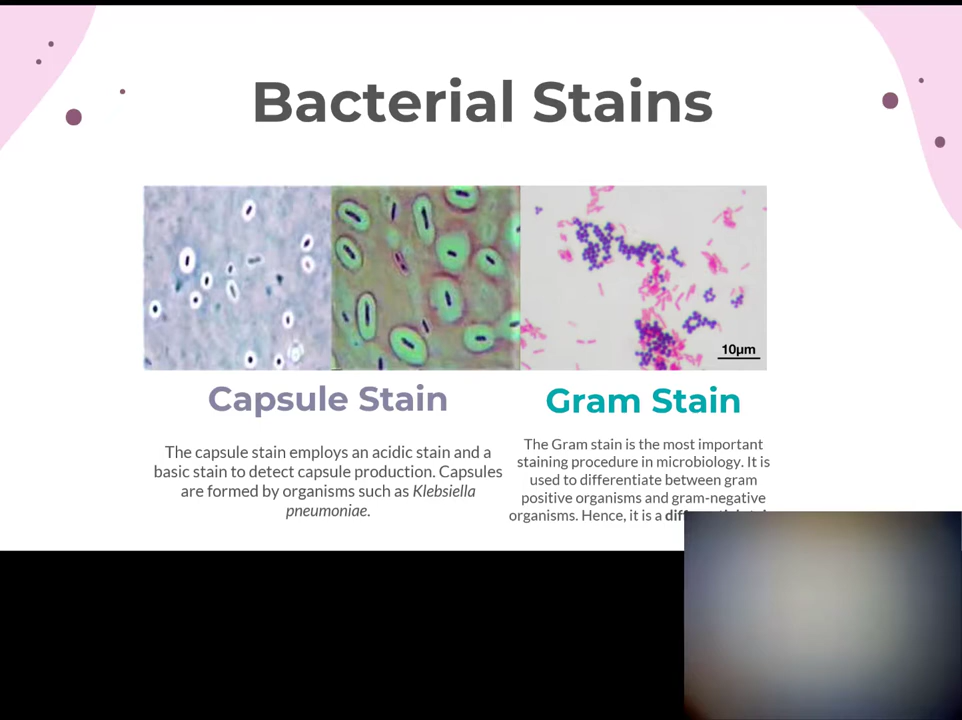 Bacterial Stains
10μm
Capsule Stain
Gram Stain
The capsule stain employs an acidic stain and a
basic stain to detect capsule production. Capsules
are formed by organisms such as Klebsiella
pneumoniae.
The Gram stain is the most important
staining procedure in microbiology. It is
used to differentiate between gram
positive organisms and gram-negative
organisms. Hence, it is a